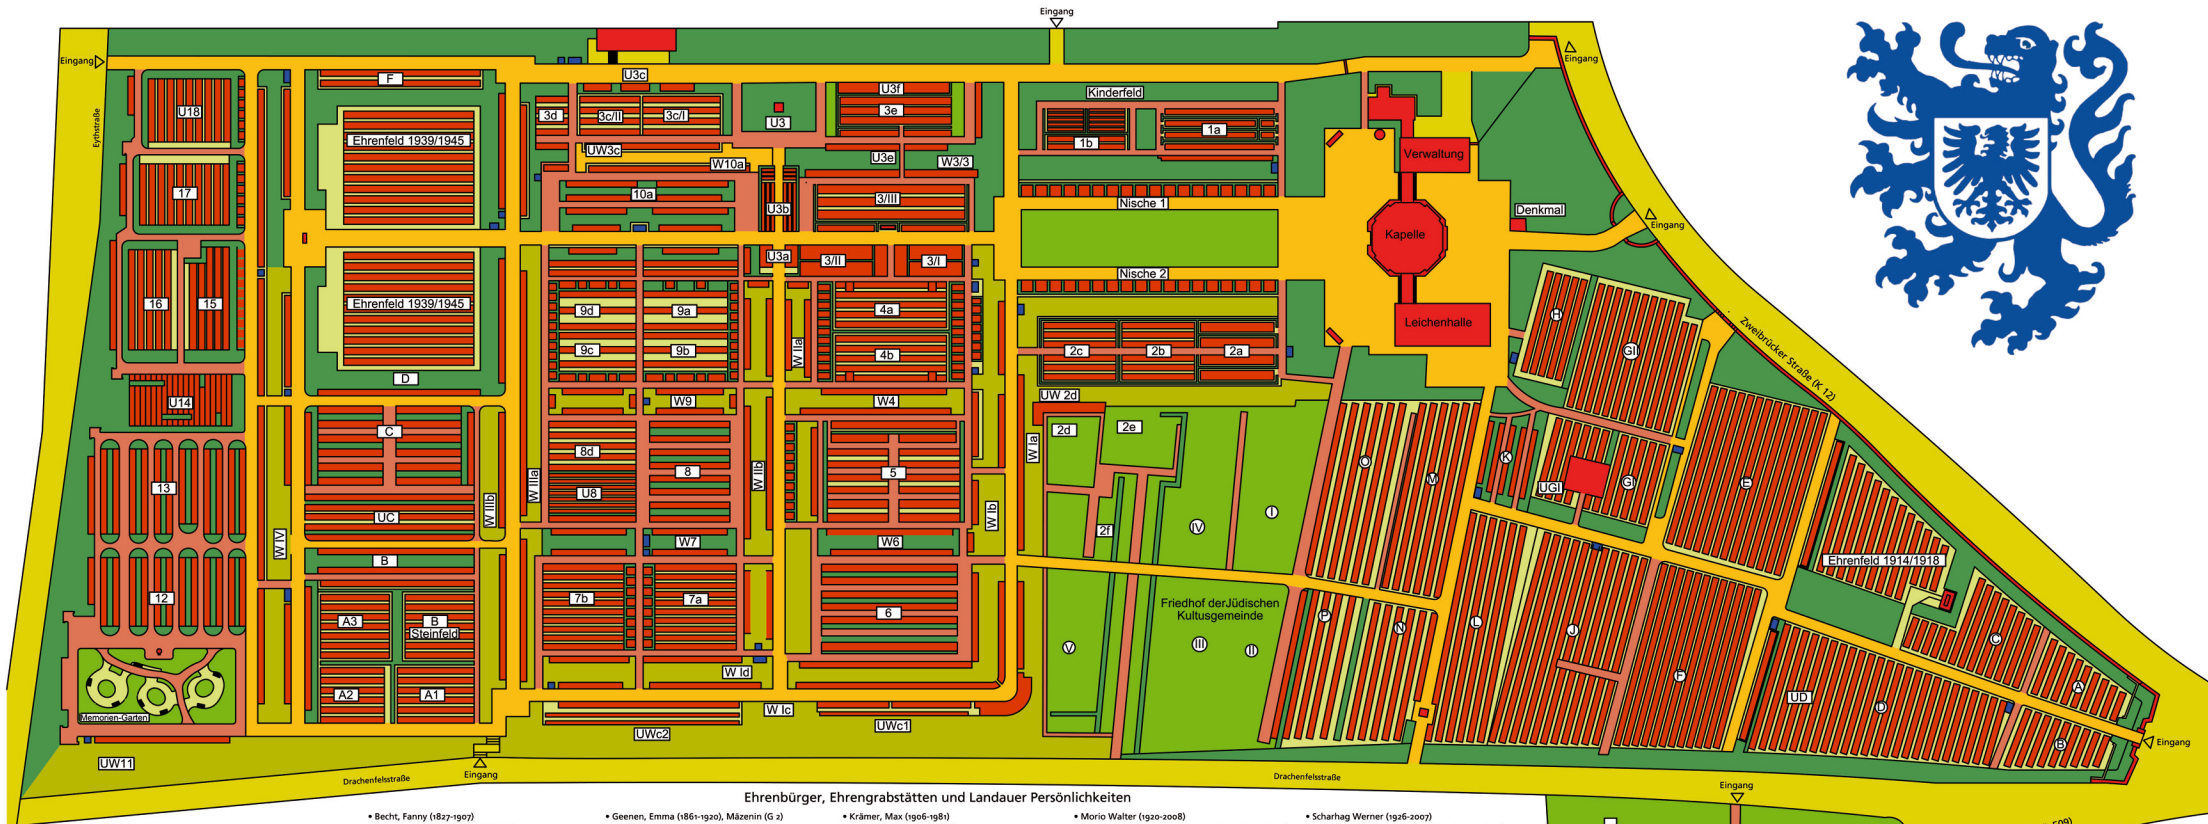 Eingang
Eingang
Eingang
Eythstraße
F
U3c
U3f
Kinderfeld
U18
3d
3c/II
3c/I
U3
3e
1b
1a
Ehrenfeld 1939/1945
UW3c
W10a
U3e
W3/3
Verwaltung
17
10a
3/III
U3b
Nische 1
Denkmal
Eingang
Kapelle
U3a
3/II
3/I
Nische 2
16
15
Ehrenfeld 1939/1945
9d
9a
4a
Leichenhalle
H
Zweibrücker Straße (K 12)
9c
9b
W IIa
4b
2c
2b
2a
GI
D
U14
W9
W4
UW 2d
C
2d
2e
8d
W Ia
13
W IIIa
8
W IIb
5
O
M
K
UGI
GI
E
U8
W IIIb
UC
W Ib
IV
I
2f
W IV
W7
W6
B
Ehrenfeld 1914/1918
12
7b
7a
6
Friedhof derJüdischen
Kultusgemeinde
A3
B
Steinfeld
P
N
L
J
C
V
III
II
W Id
F
A
A2
A1
UD
D
Memorien-Garten
W Ic
UWc1
UWc2
B
Eingang
UW11
Drachenfelsstraße
Eingang
Drachenfelsstraße
Eingang
Ehrenbürger, Ehrengrabstätten und Landauer Persönlichkeiten
• Becht, Fanny (1827-1907)
• Geenen, Emma (1861-1920), Mäzenin (G 2)
• Krämer, Max (1906-1981)
• Morio Walter (1920-2008)
• Scharhag Werner (1926-2007)